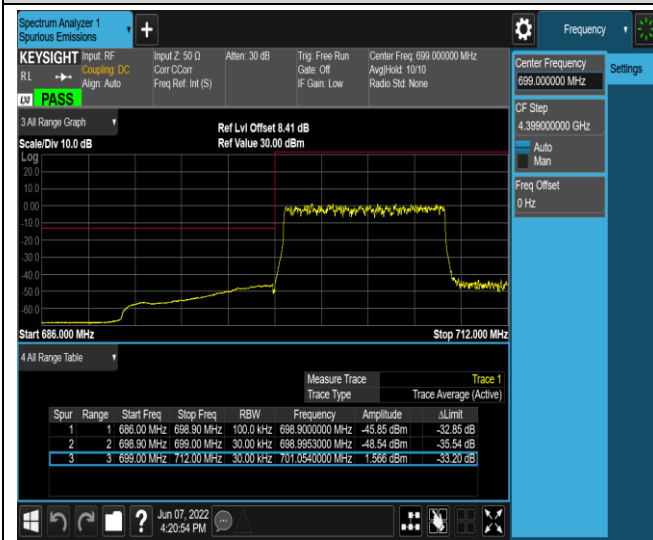 Spectrum Analyzer 1
Spurious Emissions
Frequency
KEYSIGHT Input: RF Input Z: 50 Ω Atten: 30 dB Trig: Free Run Center Freq: 699.000000 MHz
R L Coupling: DC Corr CCorr Gate: Off Avg|Hold: 10/10
Align: Auto Freq Ref: Int (S) IF Gain: Low Radio Std: None
LXI PASS
Center Frequency
699.000000 MHz
Settings
CF Step
4.399000000 GHz
Auto
Man
Freq Offset
0 Hz
3 All Range Graph
Ref Lvl Offset 8.41 dB
Scale/Div 10.0 dB Ref Value 30.00 dBm
Log
20.0
10.0
0.00
-10.0
-20.0
-30.0
-40.0
-50.0
-60.0
Start 686.000 MHz Stop 712.000 MHz
4 All Range Table
Measure Trace Trace 1
Trace Type Trace Average (Active)
Spur Range Start Freq Stop Freq RBW Frequency Amplitude ΔLimit
1 1 686.00 MHz 698.90 MHz 100.0 kHz 698.9000000 MHz -45.85 dBm -32.85 dB
2 2 698.90 MHz 699.00 MHz 30.00 kHz 698.9953000 MHz -48.54 dBm -35.54 dB
3 3 699.00 MHz 712.00 MHz 30.00 kHz 701.0540000 MHz 1.566 dBm -33.20 dB
Jun 07, 2022
4:20:54 PM